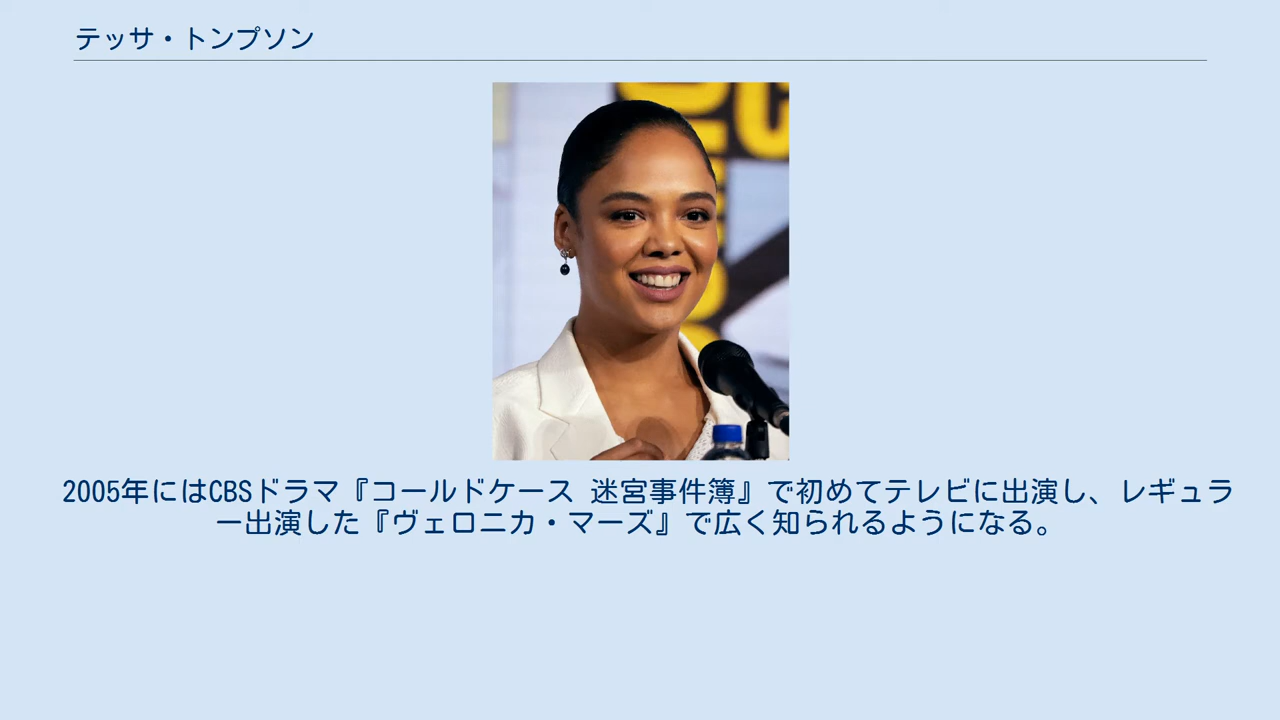 テッサ・トンプソン
2005年にはCBSドラマ『コールドケース 迷宮事件簿』で初めてテレビに出演し、レギュラ
ー出演した『ヴェロニカ・マーズ』で広く知られるようになる。